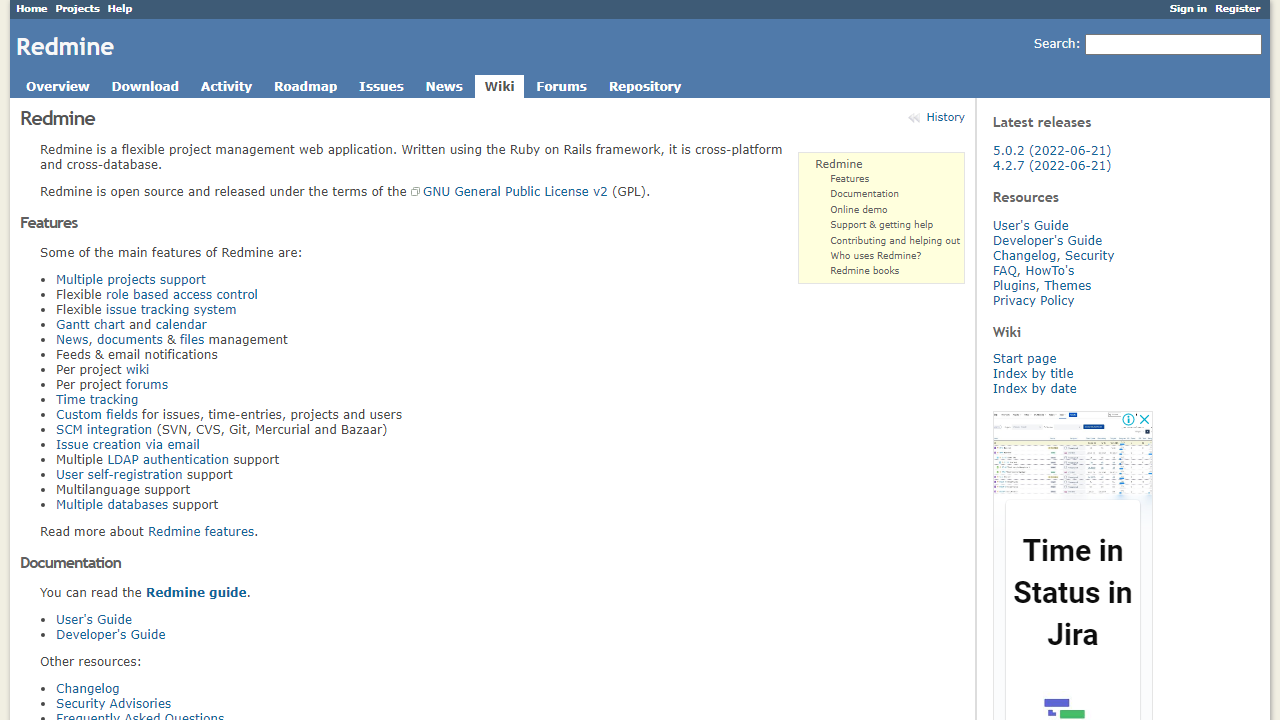 Home Projects Help
Sign in Register
Redmine
Search:
Overview Download Activity Roadmap Issues News Wiki Forums Repository
Redmine
History
Redmine is a flexible project management web application. Written using the Ruby on Rails framework, it is cross-platform
and cross-database.
Redmine is open source and released under the terms of the GNU General Public License v2 (GPL).
Redmine
Features
Documentation
Online demo
Support & getting help
Contributing and helping out
Who uses Redmine?
Redmine books
Features
Some of the main features of Redmine are:
• Multiple projects support
• Flexible role based access control
• Flexible issue tracking system
• Gantt chart and calendar
• News, documents & files management
• Feeds & email notifications
• Per project wiki
• Per project forums
• Time tracking
• Custom fields for issues, time-entries, projects and users
• SCM integration (SVN, CVS, Git, Mercurial and Bazaar)
• Issue creation via email
• Multiple LDAP authentication support
• User self-registration support
• Multilanguage support
• Multiple databases support
Read more about Redmine features.
Documentation
You can read the Redmine guide.
• User's Guide
• Developer's Guide
Other resources:
• Changelog
• Security Advisories
• Frequently Asked Questions
Latest releases
5.0.2 (2022-06-21)
4.2.7 (2022-06-21)
Resources
User's Guide
Developer's Guide
Changelog, Security
FAQ, HowTo's
Plugins, Themes
Privacy Policy
Wiki
Start page
Index by title
Index by date
Time in
Status in
Jira